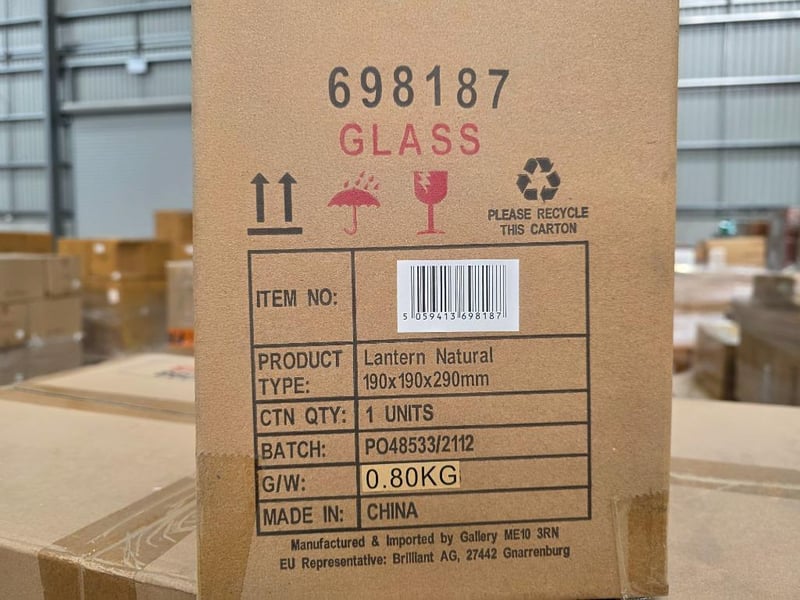 698187
GLASS
PLEASE RECYCLE
THIS CARTON
ITEM NO:
5 059413 698187
PRODUCT TYPE: Lantern Natural
190x190x290mm
CTN QTY: 1 UNITS
BATCH: PO48533/2112
G/W: 0.80KG
MADE IN: CHINA
Manufactured & Imported by Gallery ME10 3RN
EU Representative: Brilliant AG, 27442 Gnarrenburg